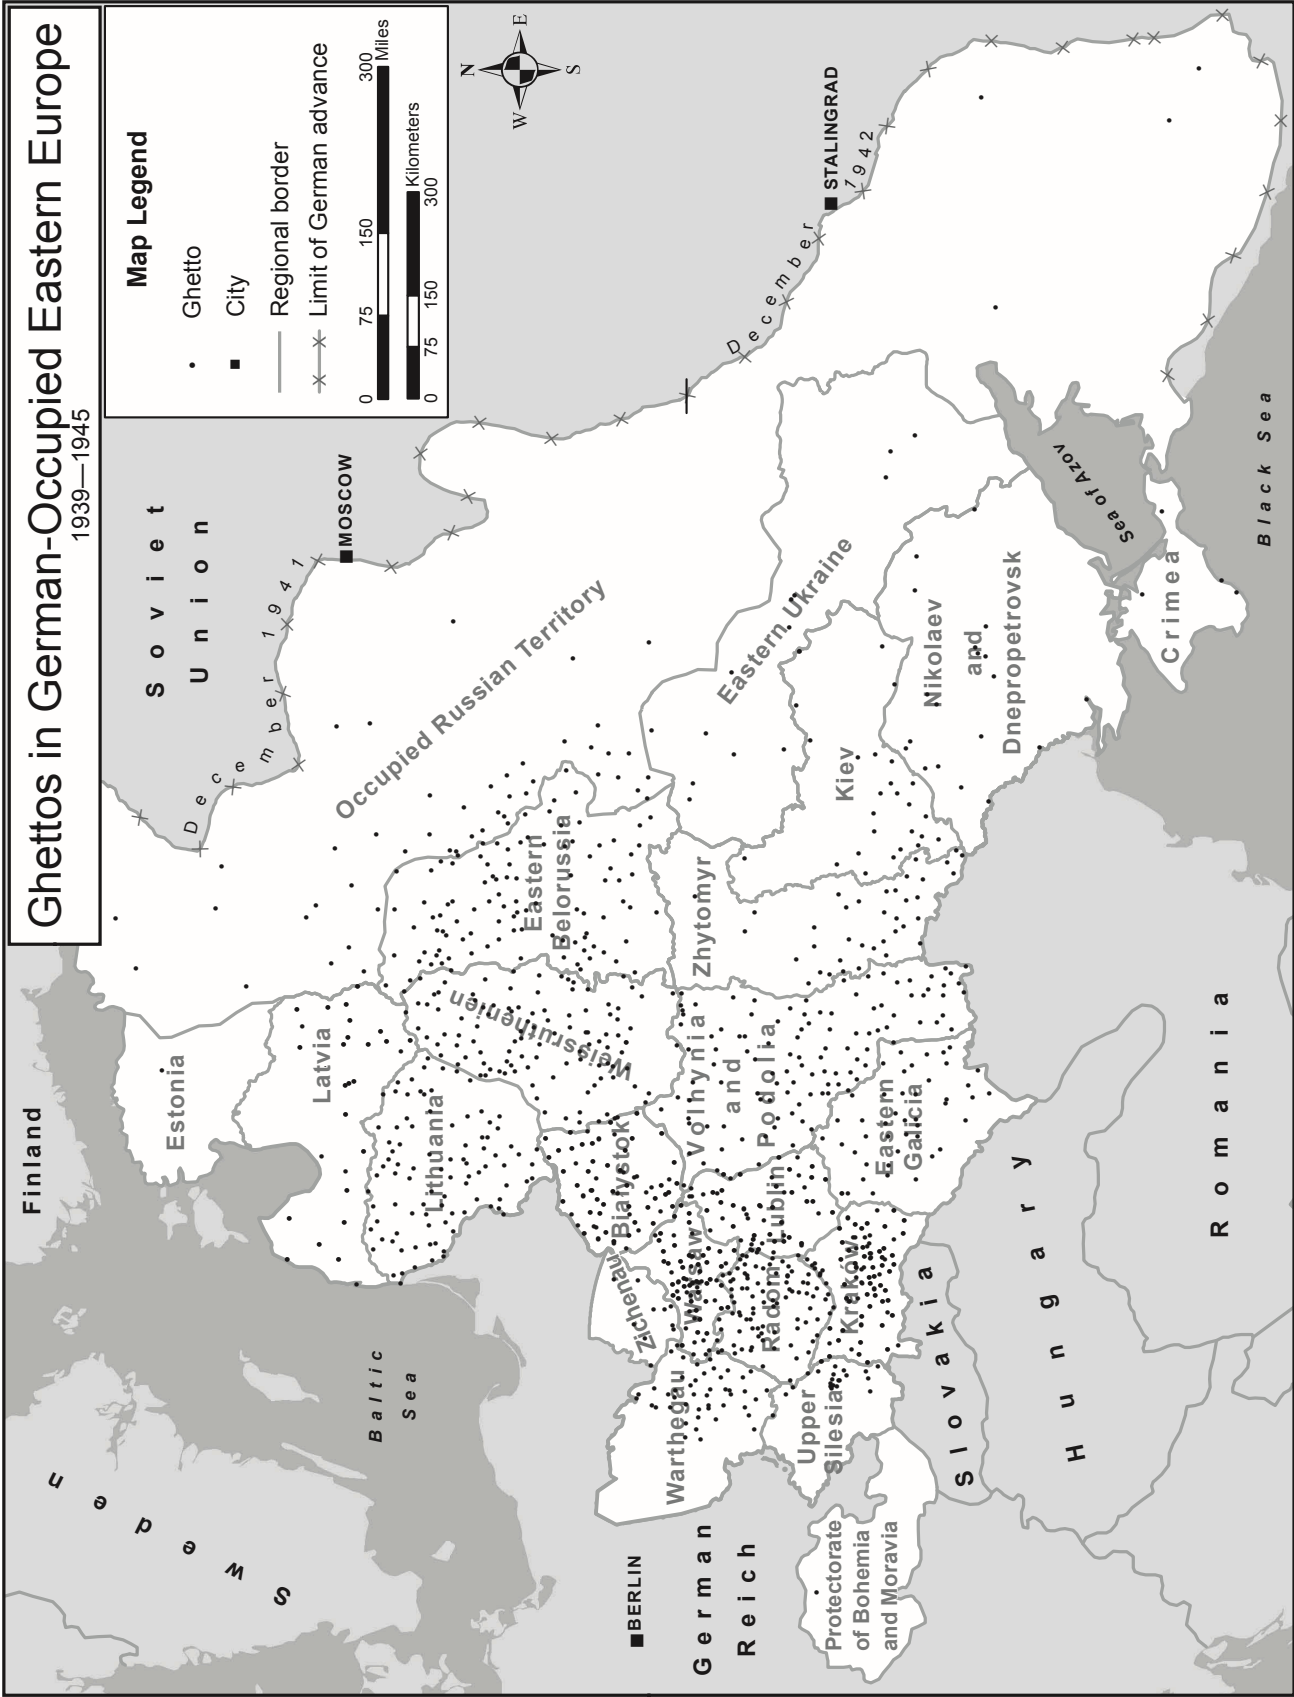 Ghettos in German-Occupied Eastern Europe
1939—1945
Map Legend
Ghetto
City
Regional border
Limit of German advance
0 75 150 300
Miles
Kilometers
0 75 150 300
N
E
S
W
Finland
Sweden
Baltic
Sea
Soviet
Union
December 1941
MOSCOW
December 1942
STALINGRAD
Estonia
Latvia
Lithuania
Occupied Russian Territory
Eastern
Belorussia
Weissruthenien
Bialystok
Zichenau
Warthegau
Warsaw
Radom
Lublin
Kraków
Upper
Silesia
Volhynia
and
Podolia
Zhytomyr
Kiev
Eastern Ukraine
Nikolaev
and
Dnepropetrovsk
Crimea
Sea of Azov
Black Sea
Eastern
Galicia
BERLIN
German
Reich
Protectorate
of Bohemia
and Moravia
Slovakia
Hungary
Romania